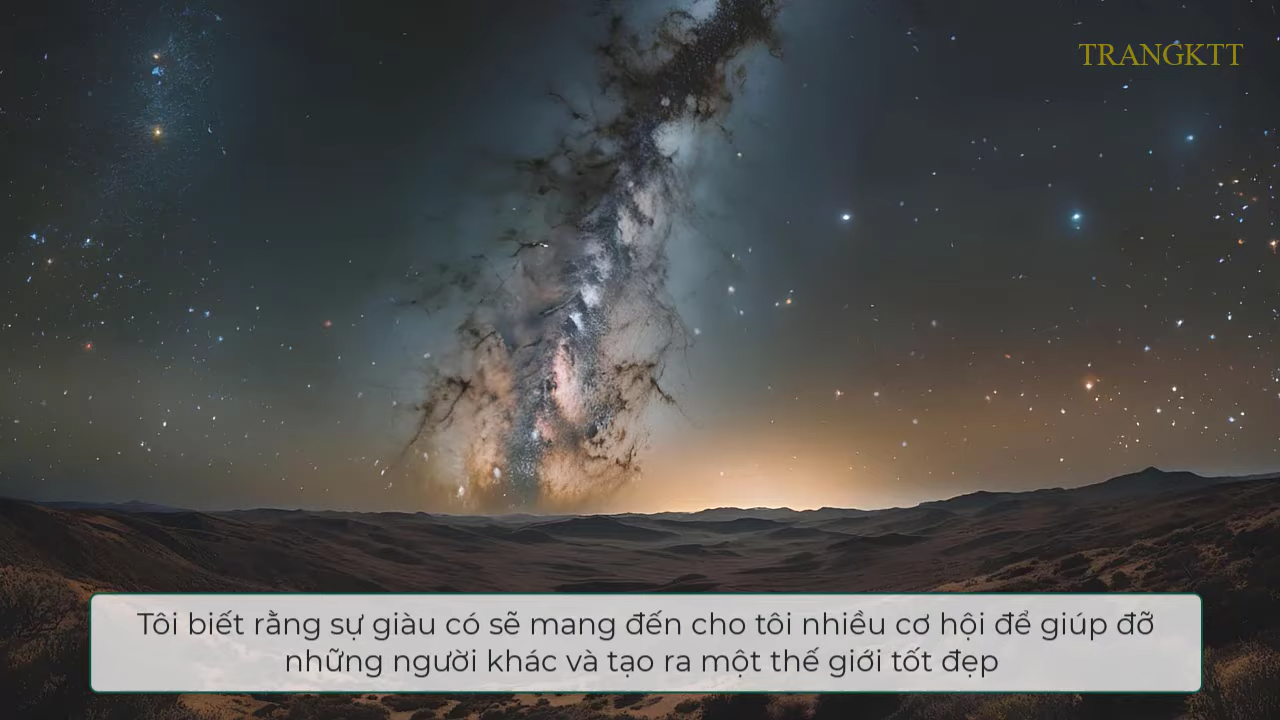 TRANGKTT
Tôi biết rằng sự giàu có sẽ mang đến cho tôi nhiều cơ hội để giúp đỡ
những người khác và tạo ra một thế giới tốt đẹp